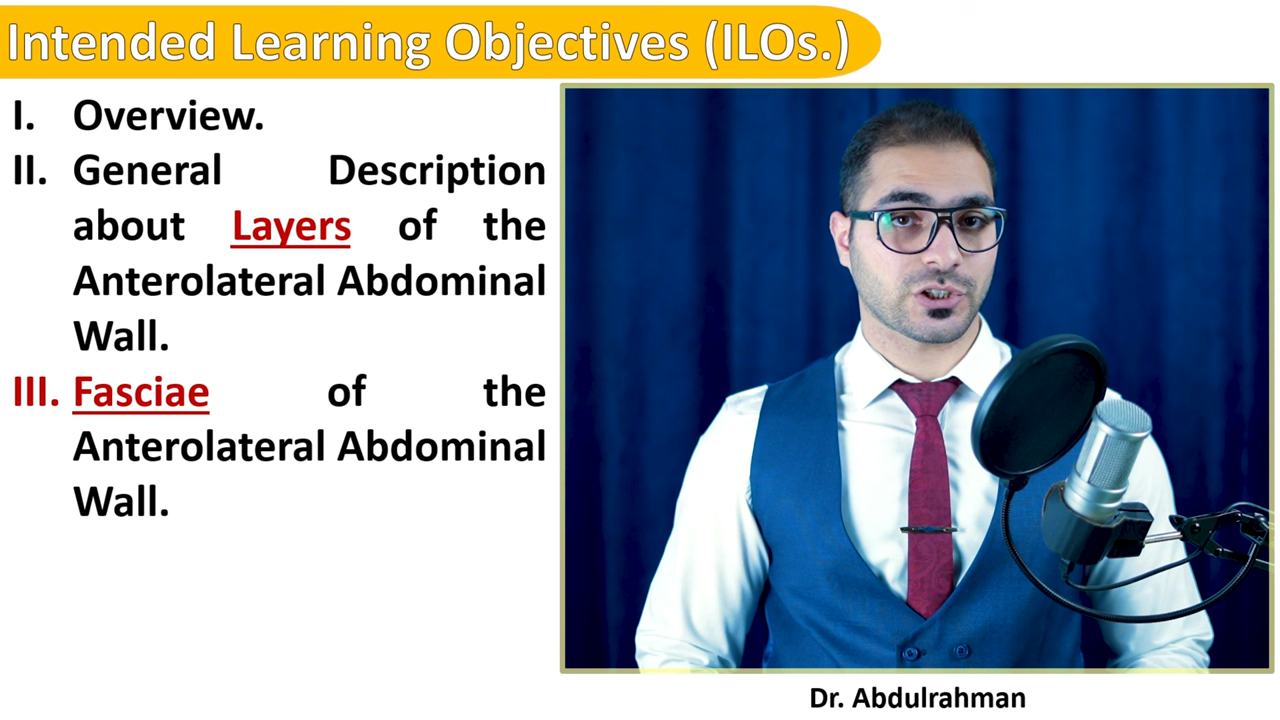 Intended Learning Objectives (ILOs.)
I. Overview.
II. General Description
about Layers of the
Anterolateral Abdominal
Wall.
III. Fasciae of the
Anterolateral Abdominal
Wall.
Dr. Abdulrahman